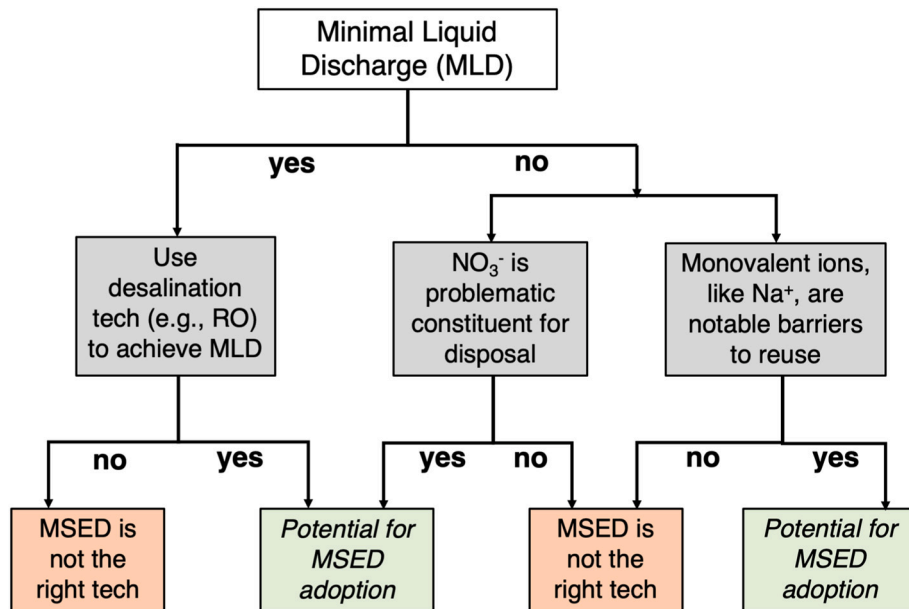 Minimal Liquid
Discharge (MLD)
yes
no
Use
desalination
tech (e.g., RO)
to achieve MLD
NO₃⁻ is
problematic
constituent for
disposal
Monovalent ions,
like Na⁺, are
notable barriers
to reuse
no
yes
yes
no
no
yes
MSED is
not the
right tech
Potential for
MSED
adoption
MSED is
not the
right tech
Potential for
MSED
adoption